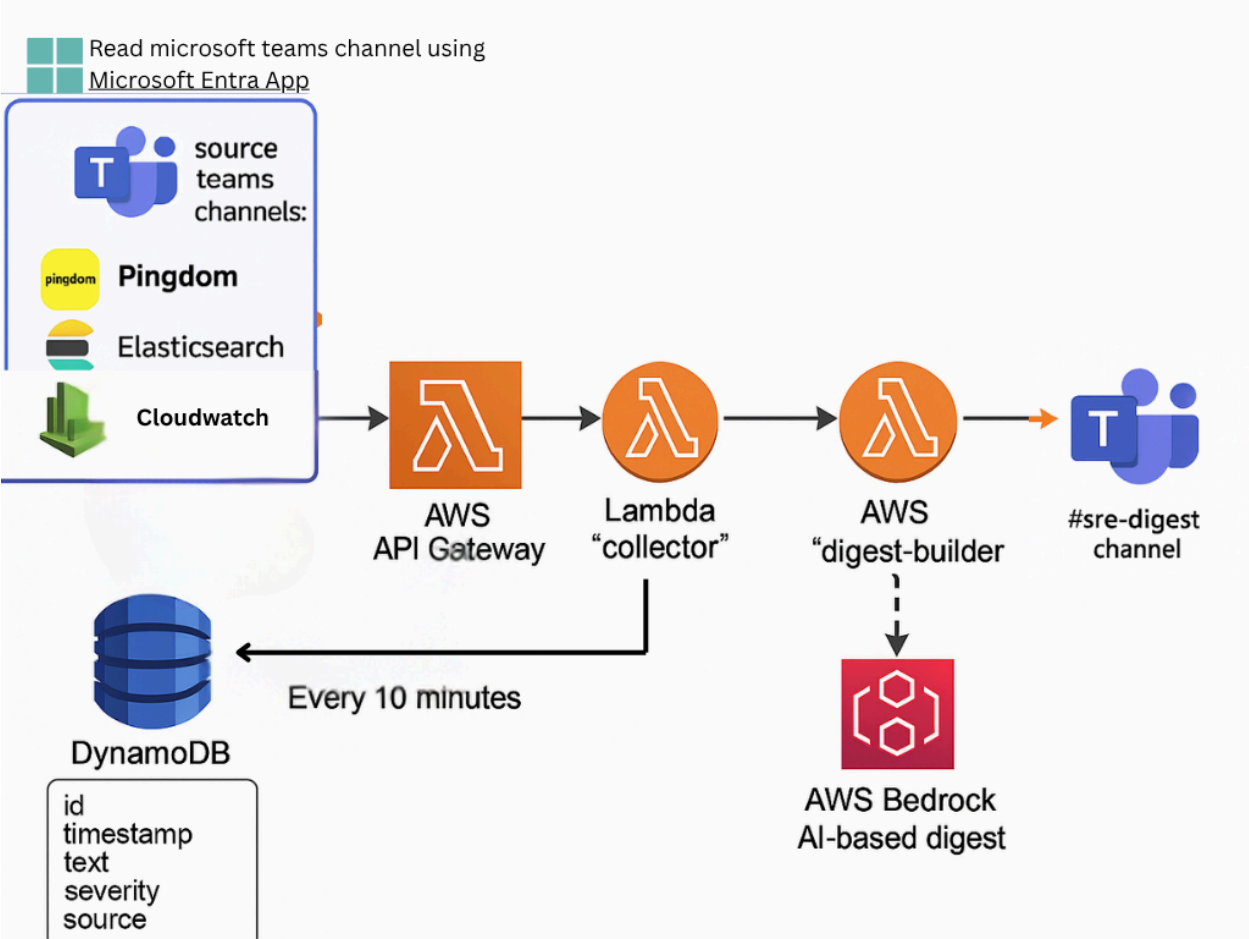 Read microsoft teams channel using
Microsoft Entra App
T
source
teams
channels:
pingdom
Pingdom
Elasticsearch
Cloudwatch
AWS
API Gateway
Lambda
“collector”
AWS
“digest-builder
T
#sre-digest
channel
Every 10 minutes
DynamoDB
id
timestamp
text
severity
source
AWS Bedrock
AI-based digest